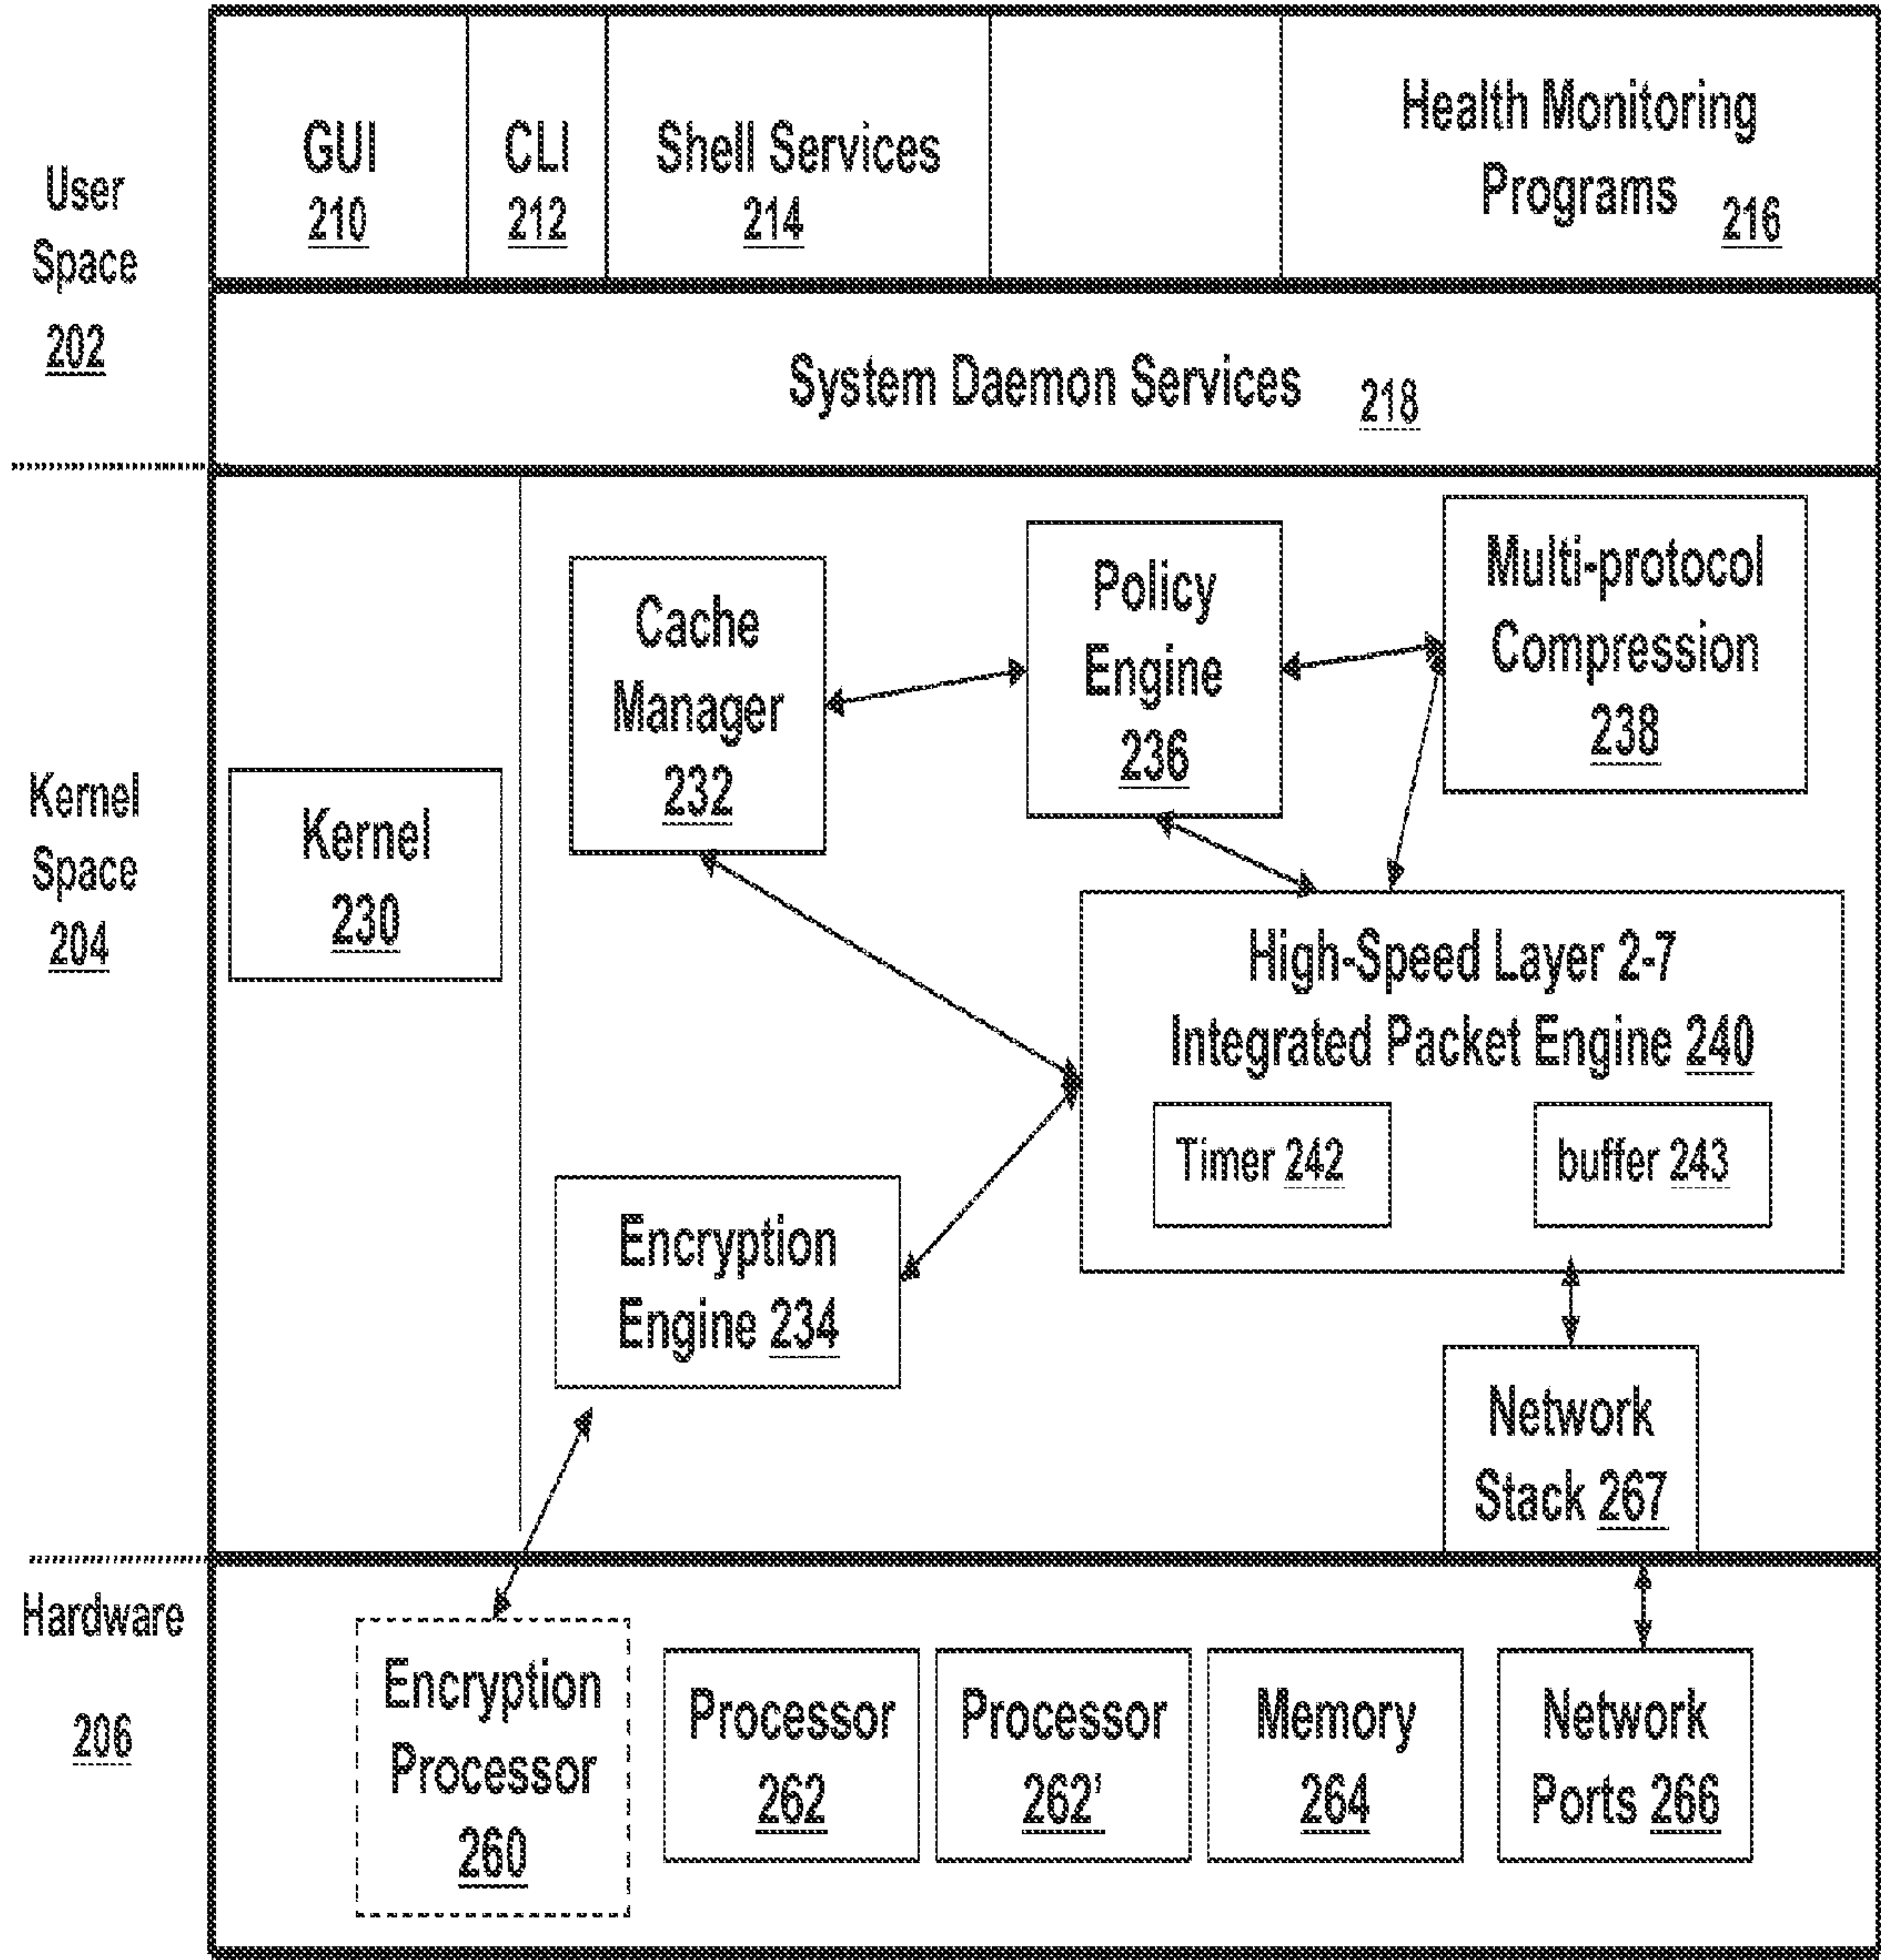 User
Space
202
GUI
210
CLI
212
Shell Services
214
Health Monitoring
Programs 216
System Daemon Services 218
Kernel
Space
204
Kernel
230
Cache
Manager
232
Policy
Engine
236
Multi-protocol
Compression
238
High-Speed Layer 2-7
Integrated Packet Engine 240
Timer 242
buffer 243
Encryption
Engine 234
Network
Stack 267
Hardware
206
Encryption
Processor
260
Processor
262
Processor
262'
Memory
264
Network
Ports 266